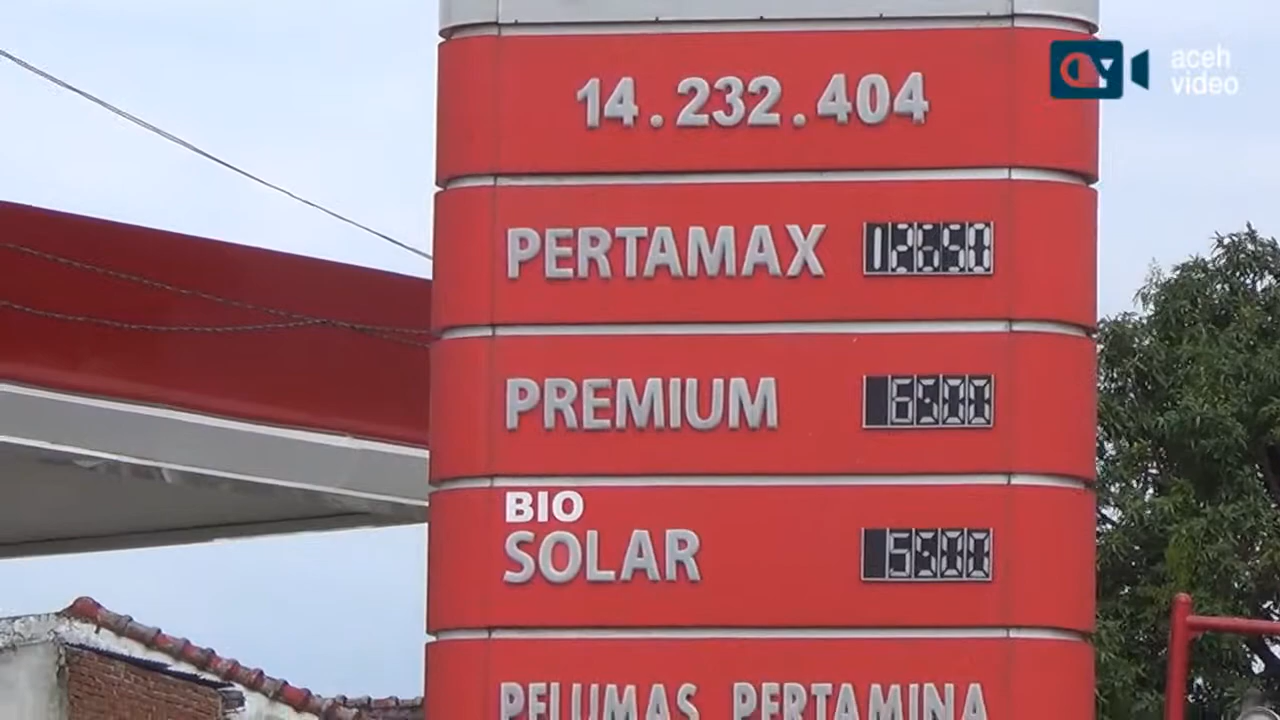 aceh
video
14.232.404
PERTAMAX 12650
PREMIUM 6500
BIO
SOLAR 5500
PELUMAS PERTAMINA